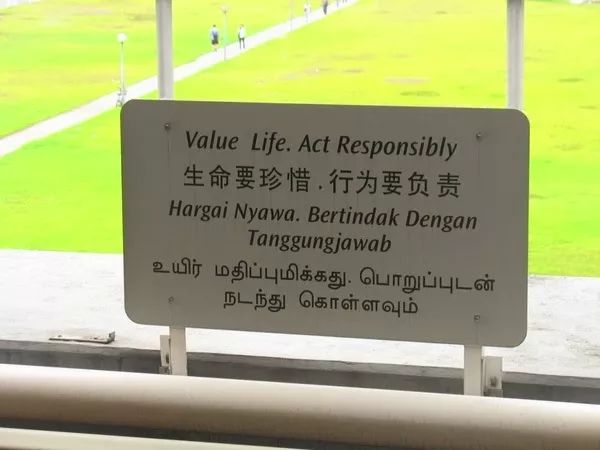 Value Life. Act Responsibly
生命要珍惜.行为要负责
Hargai Nyawa. Bertindak Dengan
Tanggungjawab
உயிர் மதிப்புமிக்கது. பொறுப்புடன்
நடந்து கொள்ளவும்